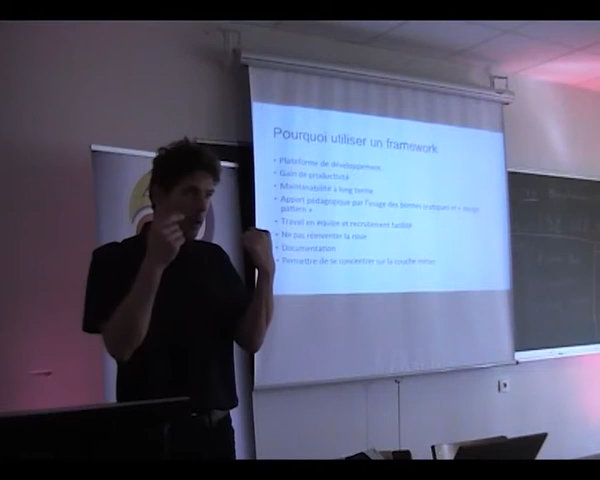 Pourquoi utiliser un framework
• Plateforme de développement
• Gain de productivité
• Maintenabilité à long terme
• Apport pédagogique par l'usage des bonnes pratiques et « design
pattern »
• Travail en équipe et recrutement facilité
• Ne pas réinventer la roue
• Documentation
• Permettre de se concentrer sur la couche métier